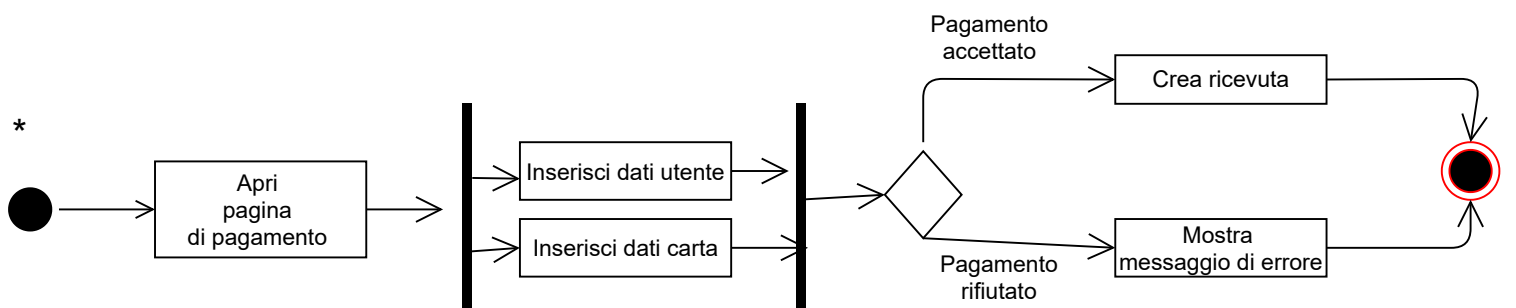 *
Apri
pagina
di pagamento
Inserisci dati utente
Inserisci dati carta
Pagamento
accettato
Crea ricevuta
Pagamento
rifiutato
Mostra
messaggio di errore